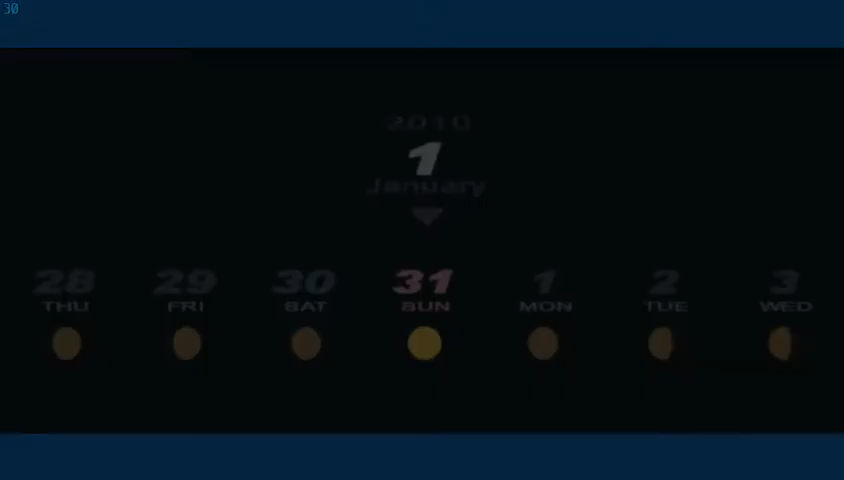 30
2010
1
January
28 29 30 31 1 2 3
THU FRI SAT SUN MON TUE WED